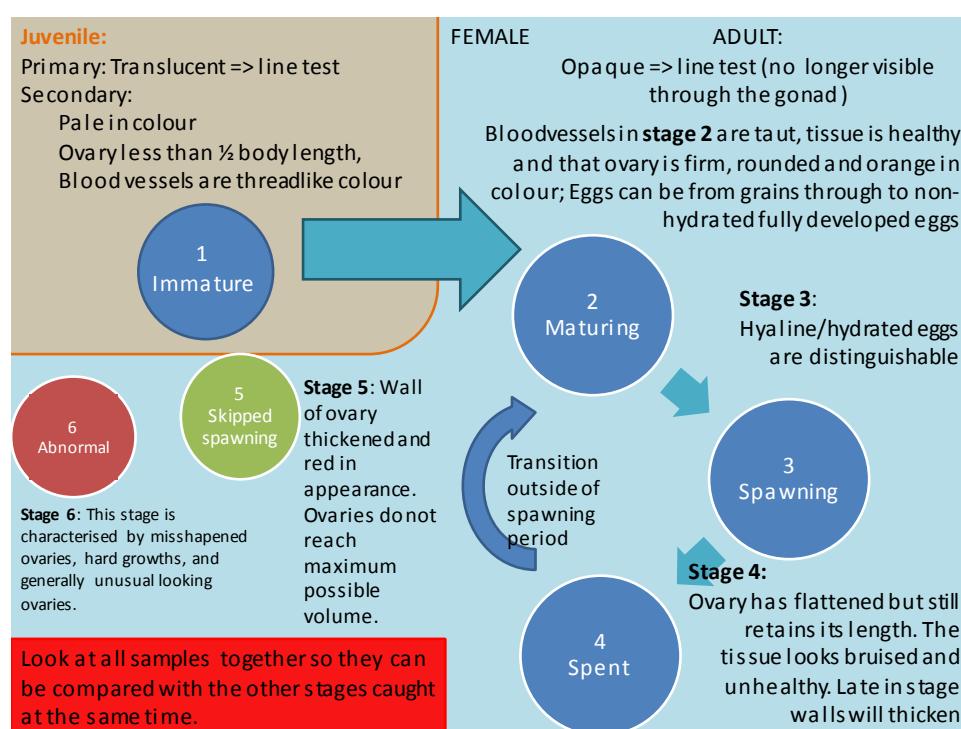 Juvenile:
Primary: Translucent => line test
Secondary:
Pale in colour
Ovary less than ½ body length,
Blood vessels are threadlike colour
1
Immature
FEMALE
ADULT:
Opaque => line test (no longer visible
through the gonad )
Bloodvessels in stage 2 are taut, tissue is healthy
and that ovary is firm, rounded and orange in
colour; Eggs can be from grains through to non-
hydrated fully developed eggs
2
Maturing
Stage 3:
Hyaline/hydrated eggs
are distinguishable
3
Spawning
Stage 4:
Ovary has flattened but still
retains its length. The
tissue looks bruised and
unhealthy. Late in stage
walls will thicken
4
Spent
Transition
outside of
spawning
period
5
Skipped
spawning
Stage 5: Wall
of ovary
thickened and
red in
appearance.
Ovaries do not
reach
maximum
possible
volume.
6
Abnormal
Stage 6: This stage is
characterised by misshapened
ovaries, hard growths, and
generally unusual looking
ovaries.
Look at all samples together so they can
be compared with the other stages caught
at the same time.